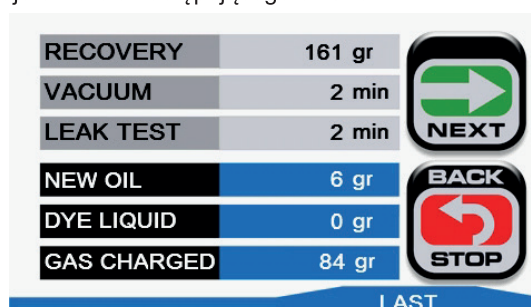 RECOVERY 161 gr
VACUUM 2 min
LEAK TEST 2 min
NEXT
NEW OIL 6 gr
DYE LIQUID 0 gr
GAS CHARGED 84 gr
BACK
STOP
LAST